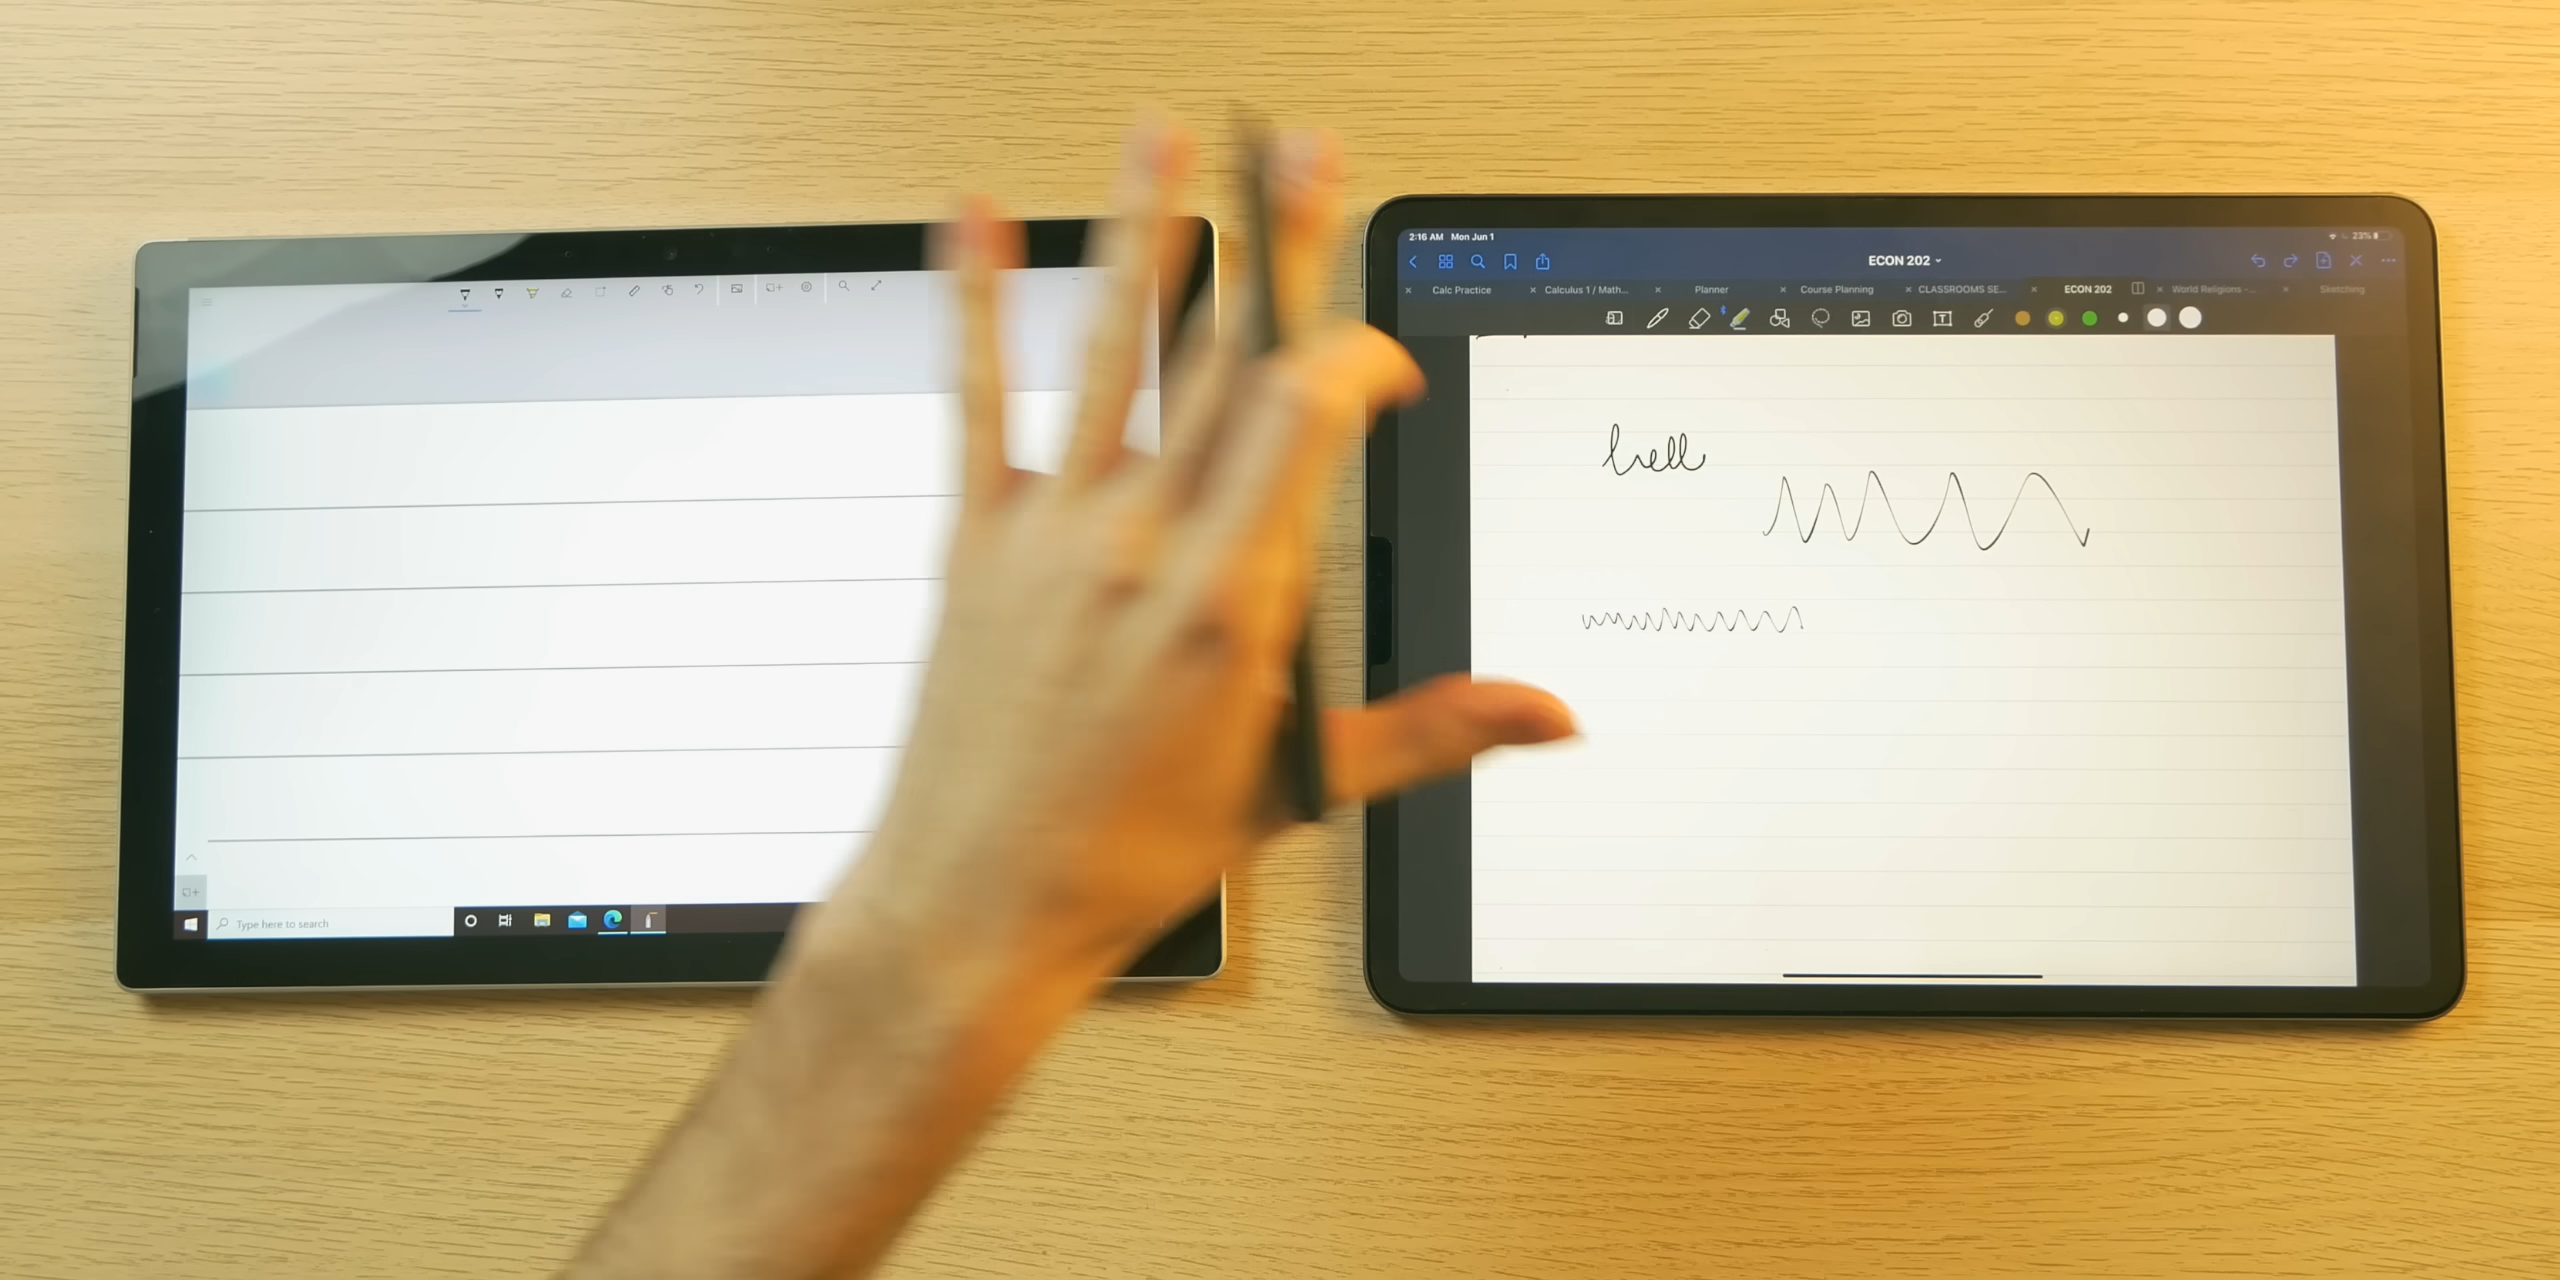 2:16 AM Mon Jun 1
23%
ECON 202
Calc Practice
Calculus 1 / Math...
Planner
Course Planning
CLASSROOMS SE...
ECON 202
World Religions -...
Sketching
hell
Type here to search